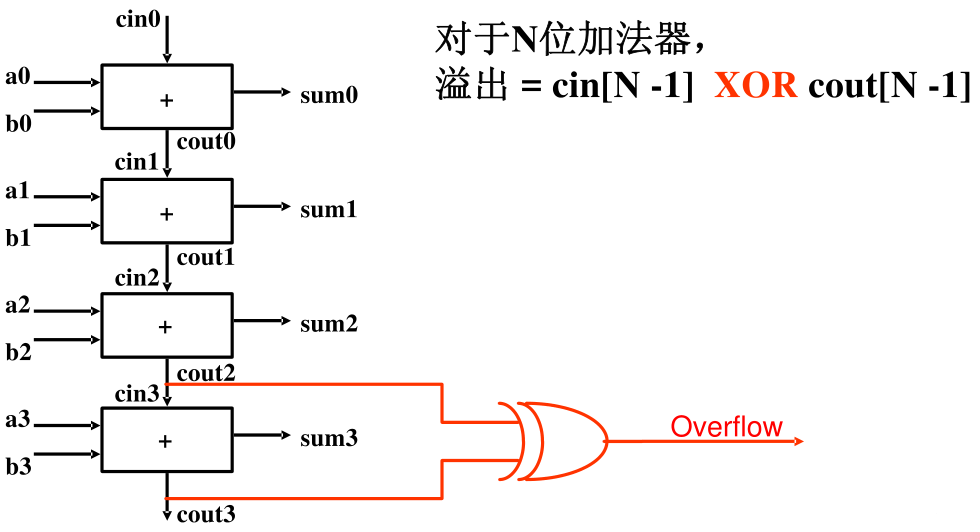 对于N位加法器，
溢出 = cin[N -1] XOR cout[N -1]
cin0
a0
+
sum0
b0
cout0
cin1
a1
+
sum1
b1
cout1
cin2
a2
+
sum2
b2
cout2
cin3
a3
+
sum3
b3
cout3
Overflow